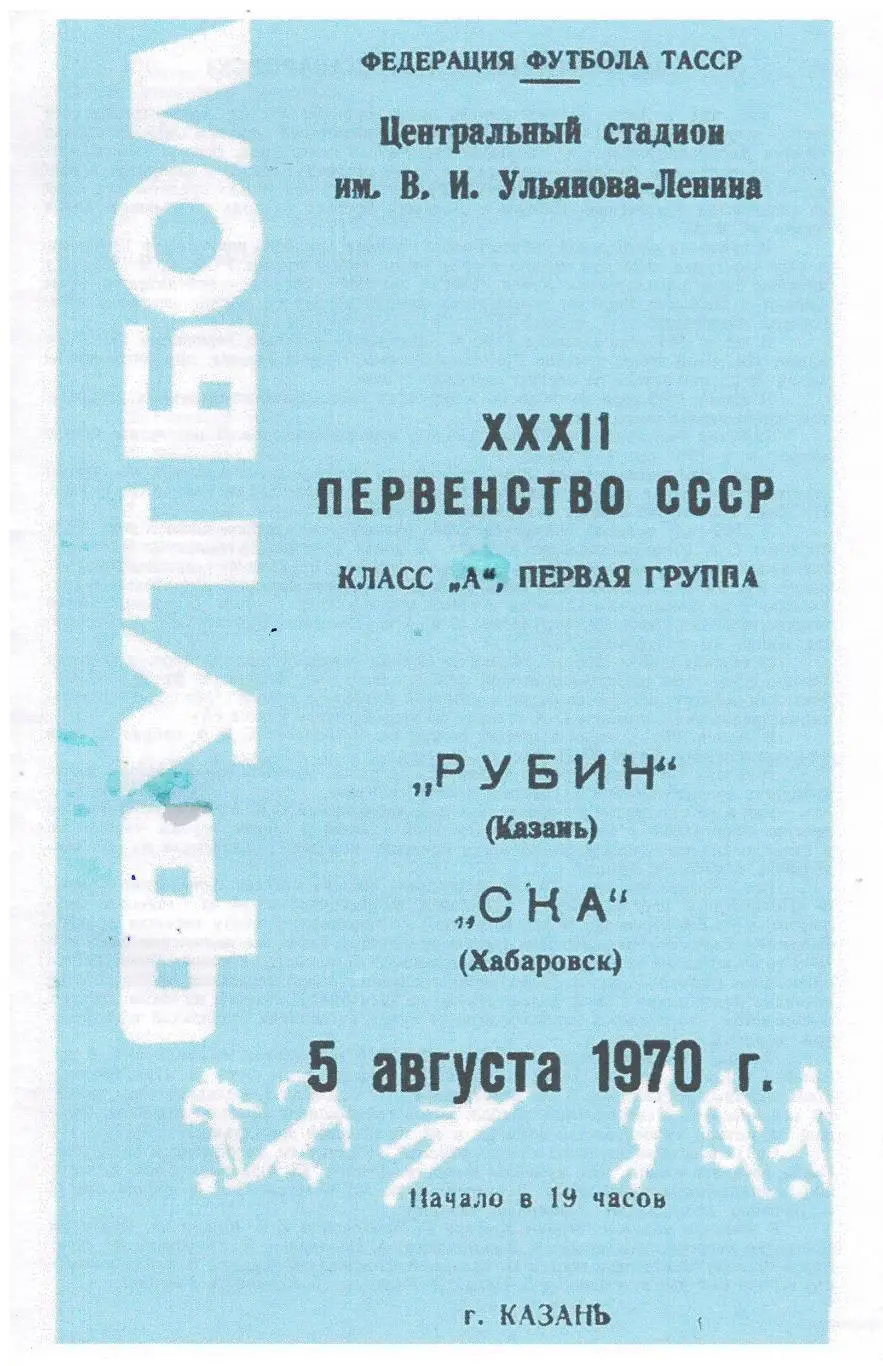 ФУТБОЛ
ФЕДЕРАЦИЯ ФУТБОЛА ТАССР
Центральный стадион
им. В. И. Ульянова-Ленина
XXXII
ПЕРВЕНСТВО СССР
КЛАСС „А“, ПЕРВАЯ ГРУППА
„РУБИН“
(Казань)
„СКА“
(Хабаровск)
5 августа 1970 г.
Начало в 19 часов
г. КАЗАНЬ